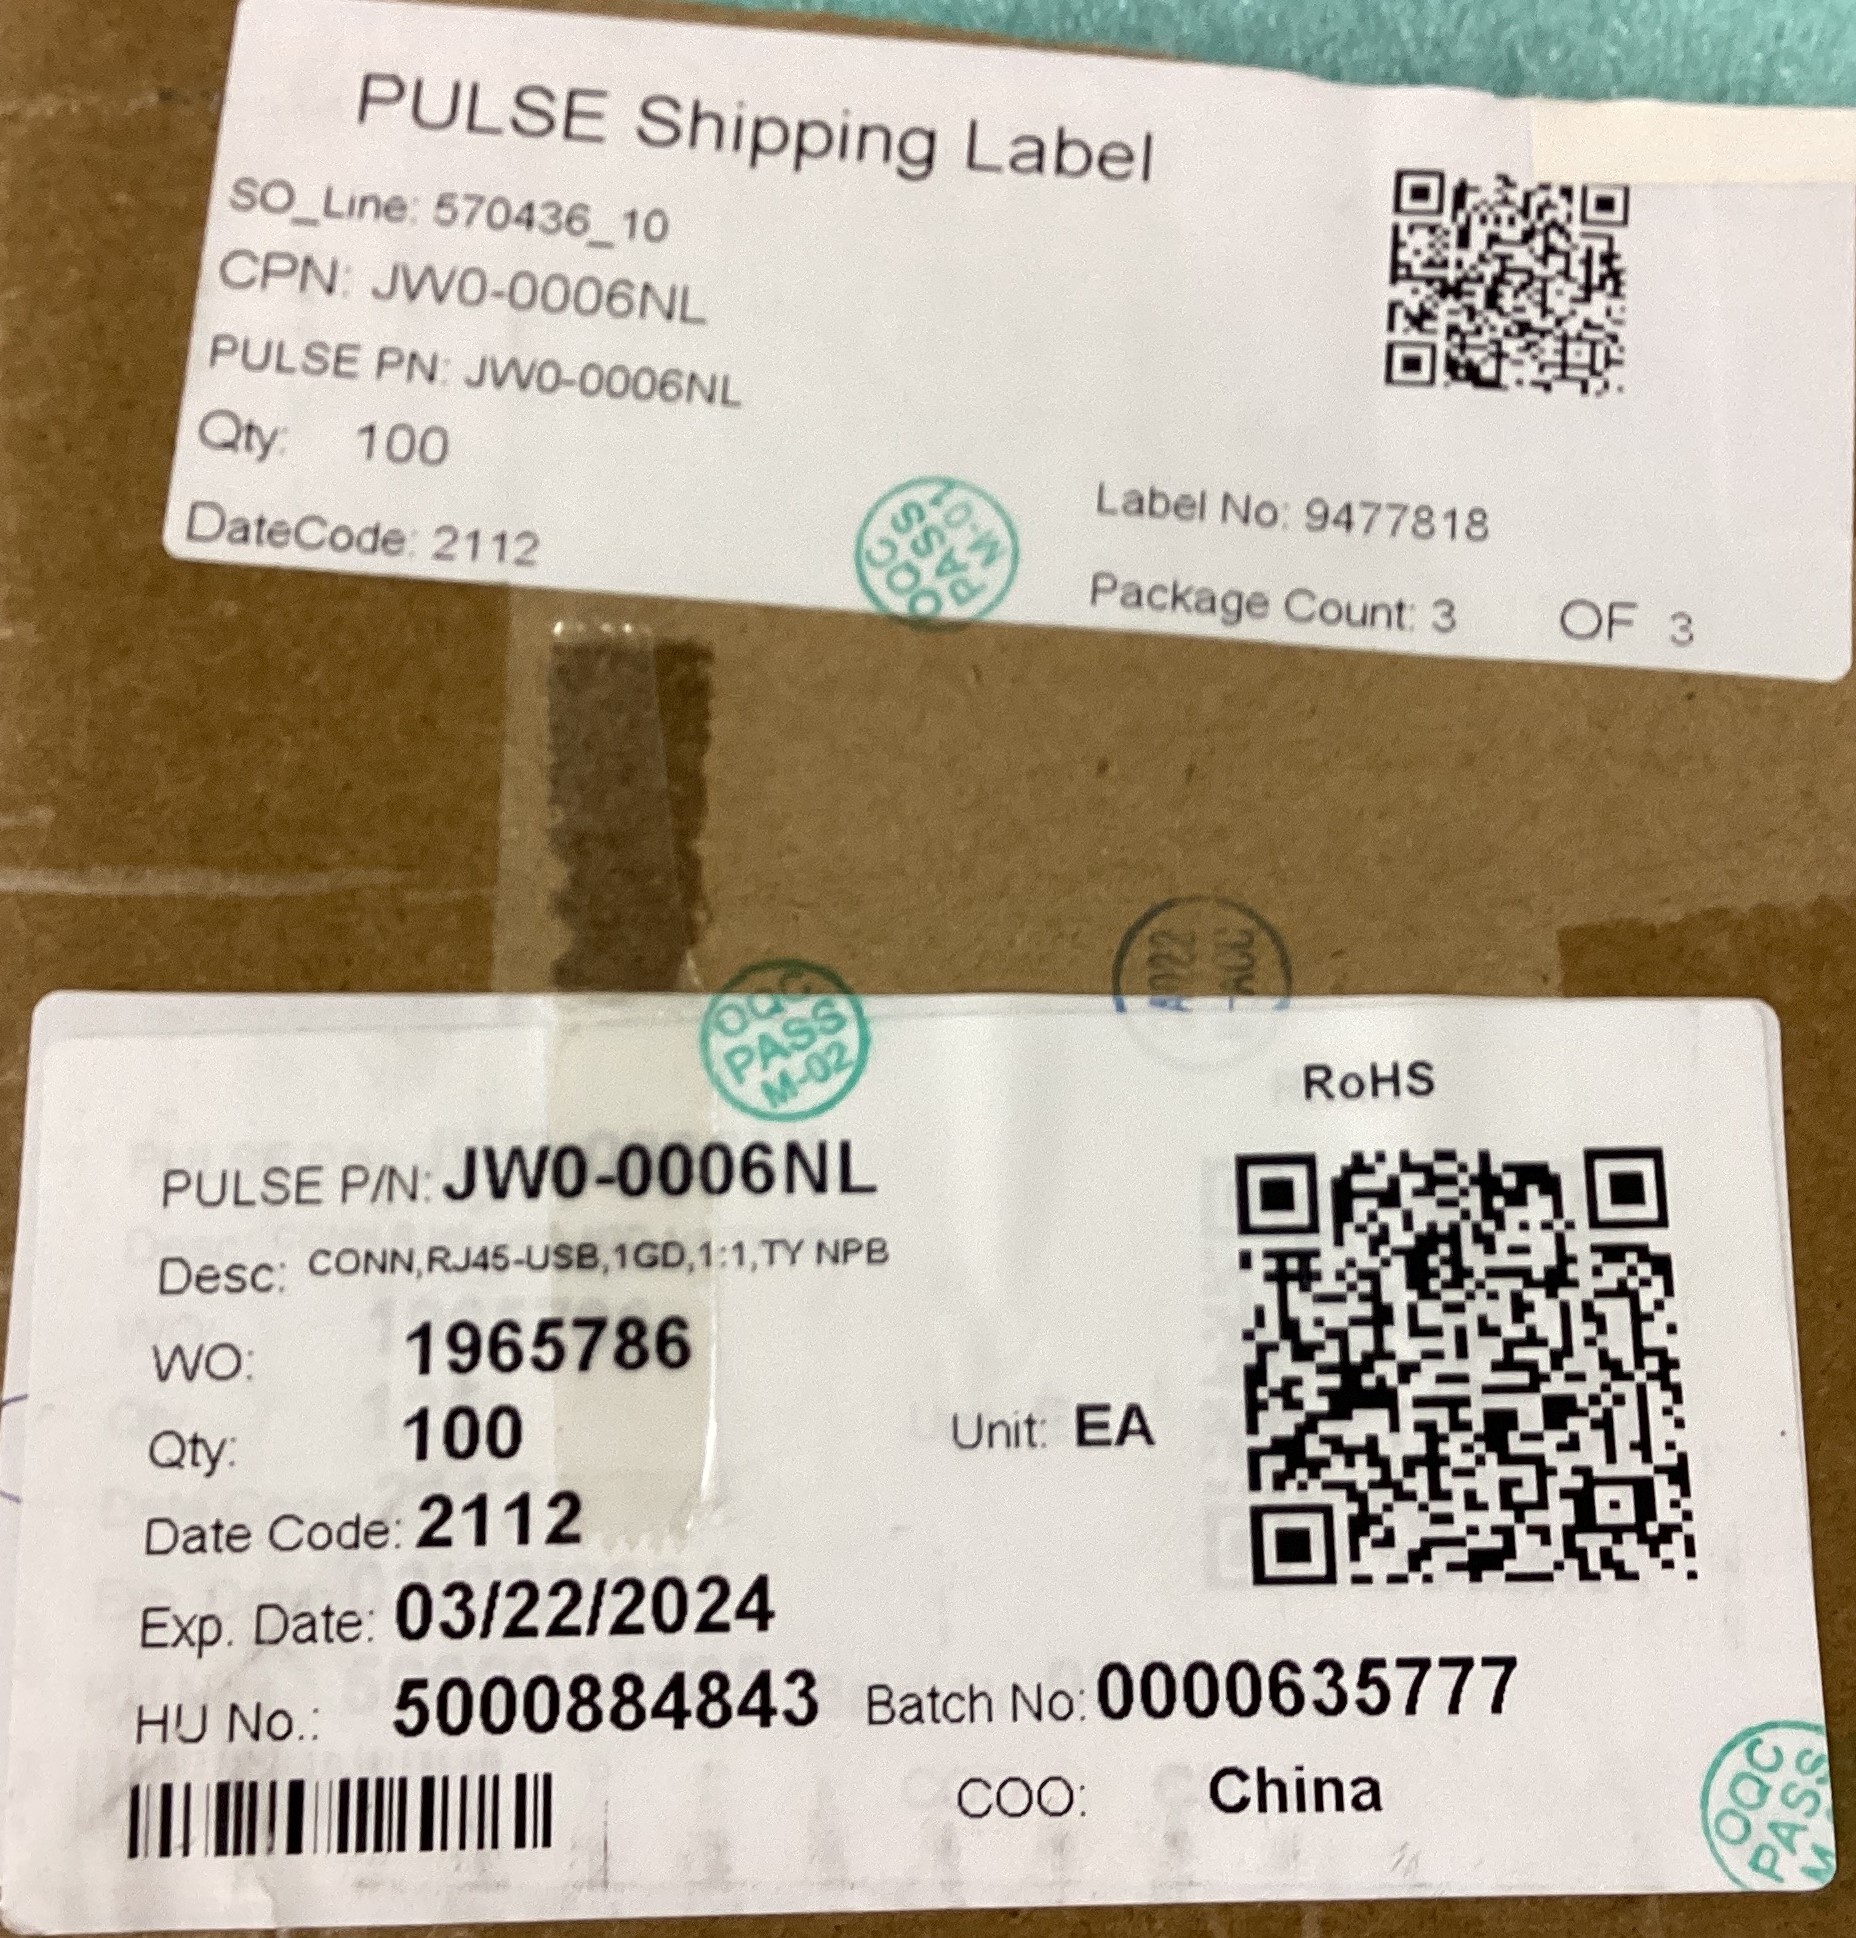 PULSE Shipping Label
SO_Line: 570436_10
CPN: JW0-0006NL
PULSE PN: JW0-0006NL
Qty: 100
DateCode: 2112
OQC
PASS
M-01
Label No: 9477818
Package Count: 3 OF 3
A022
OQC
PASS
M-02
RoHS
PULSE P/N: JW0-0006NL
Desc: CONN,RJ45-USB,1GD,1:1,TY NPB
WO: 1965786
Qty: 100
Unit: EA
Date Code: 2112
Exp. Date: 03/22/2024
HU No.: 5000884843 Batch No: 0000635777
COO: China
OQC
PASS
M